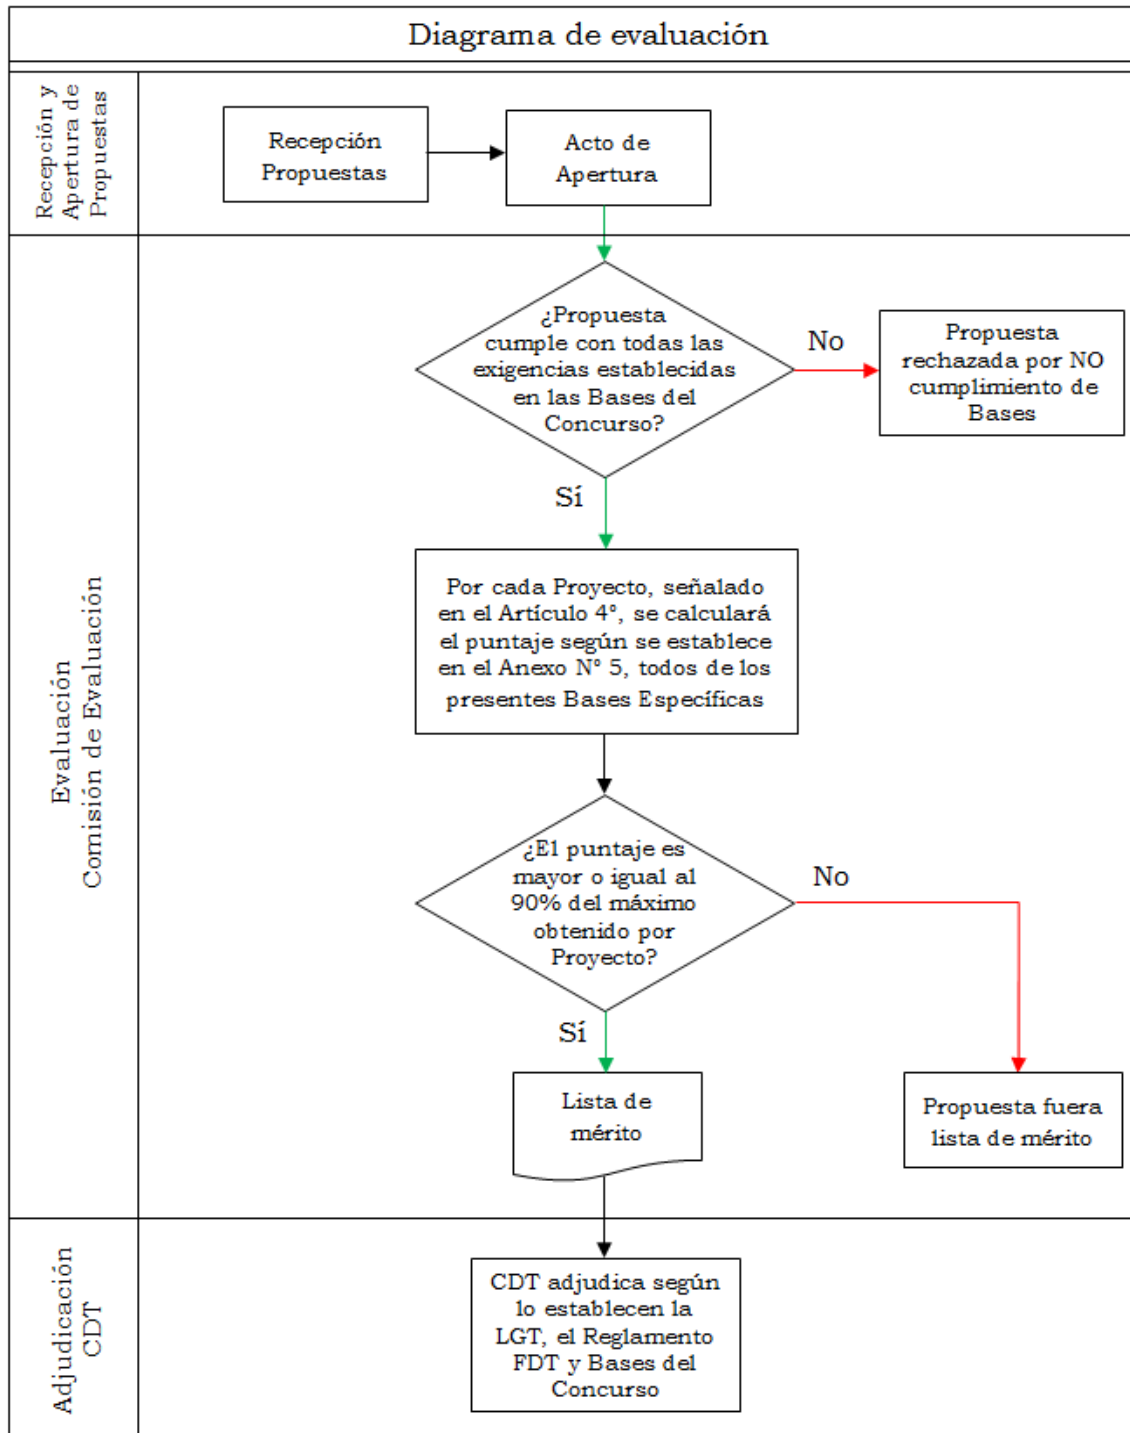 Diagrama de evaluación
Recepción y
Apertura de
Propuestas
Recepción
Propuestas
Acto de
Apertura
Evaluación
Comisión de Evaluación
¿Propuesta
cumple con todas las
exigencias establecidas
en las Bases del
Concurso?
No
Propuesta
rechazada por NO
cumplimiento de
Bases
Sí
Por cada Proyecto, señalado
en el Artículo 4°, se calculará
el puntaje según se establece
en el Anexo N° 5, todos de los
presentes Bases Específicas
¿El puntaje es
mayor o igual al
90% del máximo
obtenido por
Proyecto?
No
Sí
Lista de
mérito
Propuesta fuera
lista de mérito
Adjudicación
CDT
CDT adjudica según
lo establecen la
LGT, el Reglamento
FDT y Bases del
Concurso